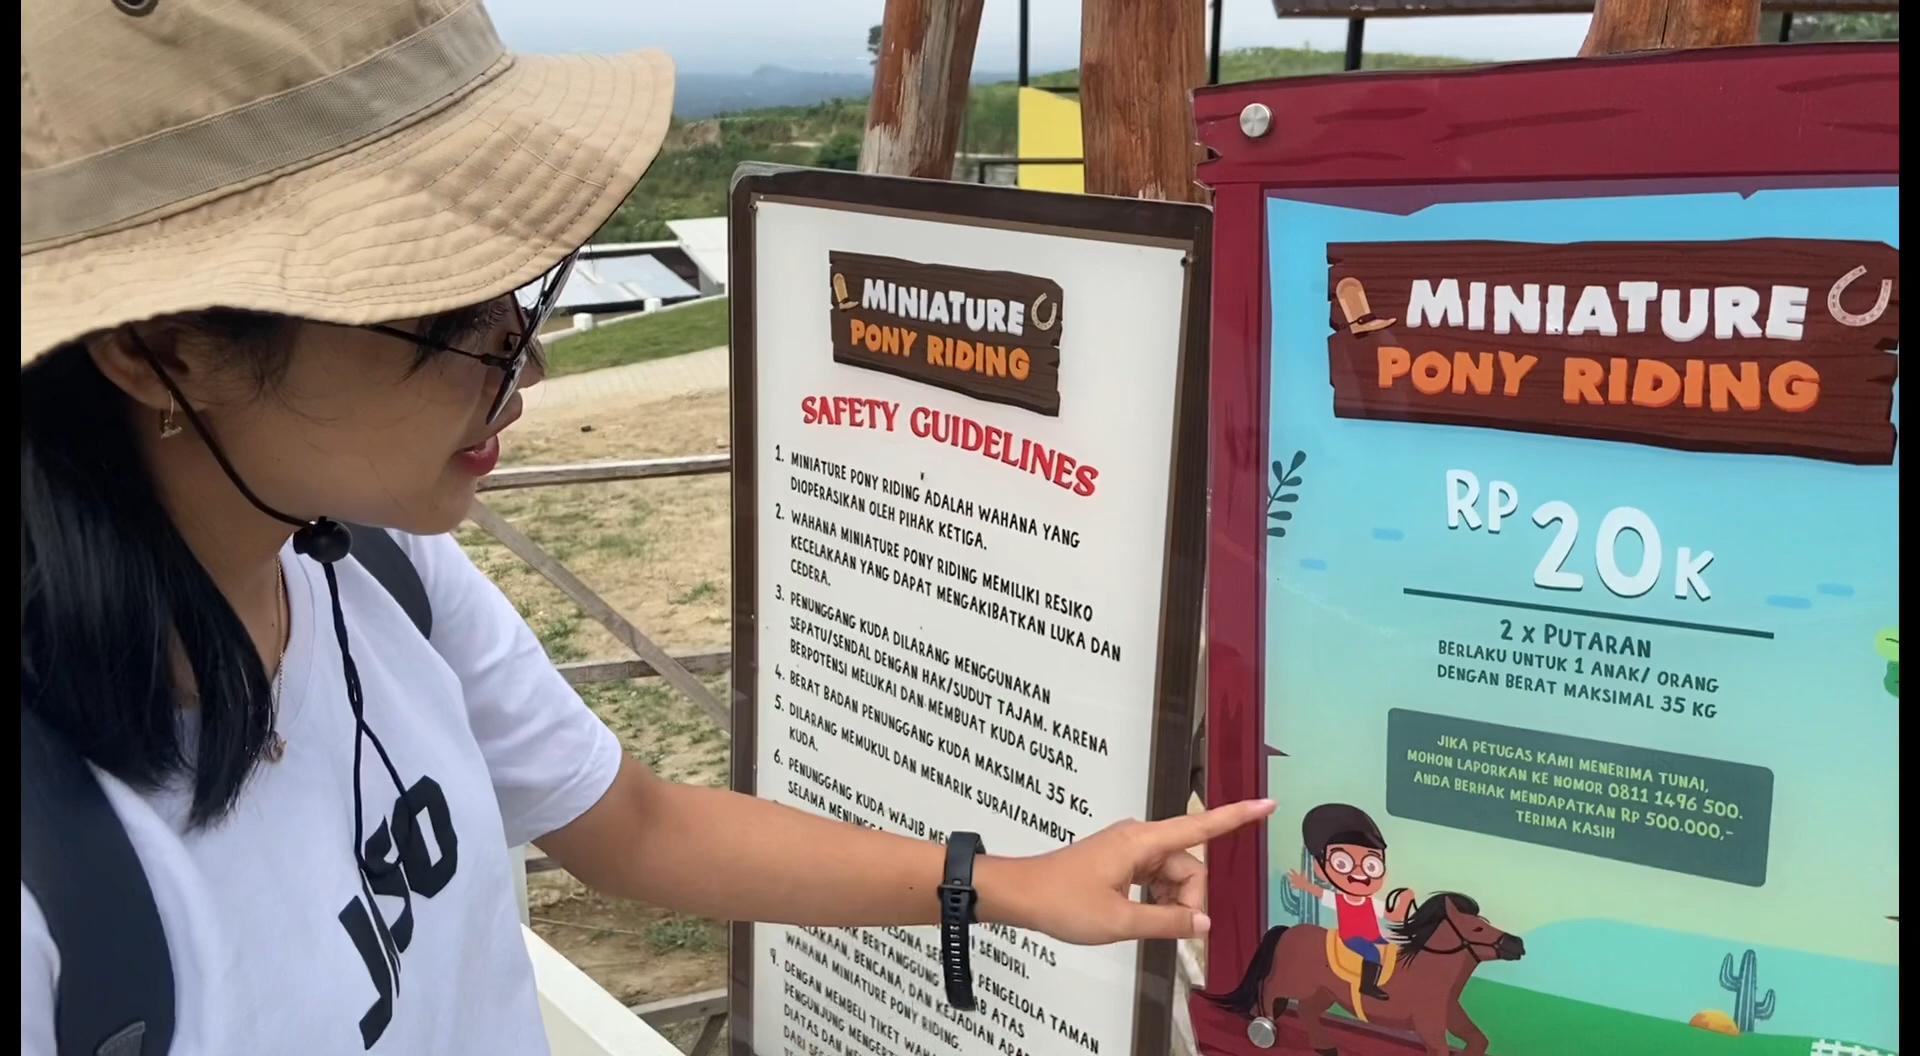 MINIATURE
PONY RIDING
SAFETY GUIDELINES
1. MINIATURE PONY RIDING ADALAH WAHANA YANG
DIOPERASIKAN OLEH PIHAK KETIGA.
2. WAHANA MINIATURE PONY RIDING MEMILIKI RESIKO
KECELAKAAN YANG DAPAT MENGAKIBATKAN LUKA DAN
CEDERA.
3. PENUNGGANG KUDA DILARANG MENGGUNAKAN
SEPATU/SENDAL DENGAN HAK/SUDUT TAJAM. KARENA
BERPOTENSI MELUKAI DAN MEMBUAT KUDA GUSAR.
4. BERAT BADAN PENUNGGANG KUDA MAKSIMAL 35 KG.
5. DILARANG MEMUKUL DAN MENARIK SURAI/RAMBUT
KUDA.
6. PENUNGGANG KUDA WAJIB
SELAMA
ATAS
SENDIRI.
BERTANGGUNG PENGELOLA TAMAN
BENCANA, DAN KEJADIAN
WAHANA MINIATURE PONY RIDING.
9. DENGAN MEMBELI TIKET
PENGUNJUNG
DIATAS DAN
MINIATURE
PONY RIDING
RP 20K
2 X PUTARAN
BERLAKU UNTUK 1 ANAK/ ORANG
DENGAN BERAT MAKSIMAL 35 KG
JIKA PETUGAS KAMI MENERIMA TUNAI,
MOHON LAPORKAN KE NOMOR 0811 1496 500.
ANDA BERHAK MENDAPATKAN RP 500.000,-
TERIMA KASIH